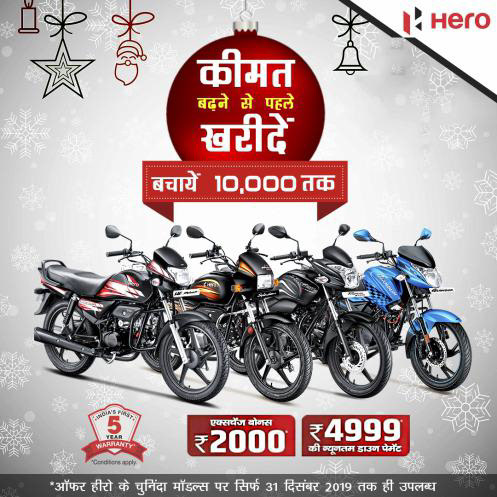 Hero
कीमत
बढ़ने से पहले
खरीदें
बचायें 10,000 तक
INDIA'S FIRST
5
YEAR
WARRANTY*
*Conditions apply.
एक्सचेंज बोनस
₹2000*
₹4999*
की न्यूनतम डाउन पेमेंट
*ऑफर हीरो के चुनिंदा मॉडल्स पर सिर्फ 31 दिसंबर 2019 तक ही उपलब्ध